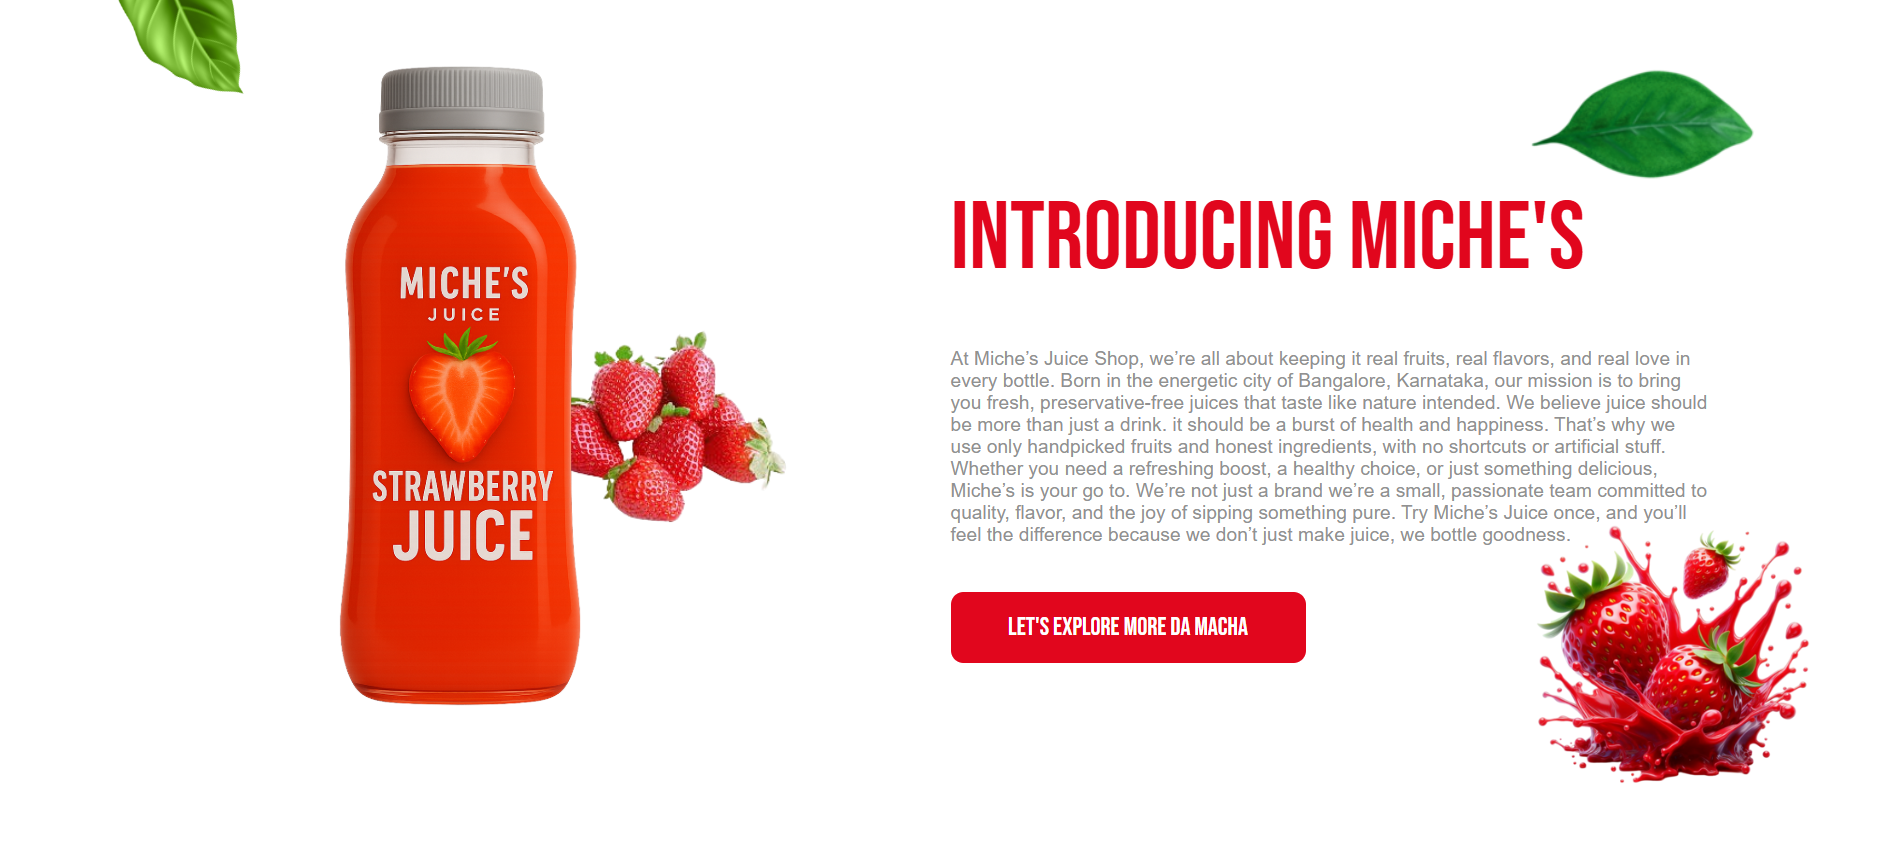 MICHE'S
JUICE
STRAWBERRY
JUICE
INTRODUCING MICHE'S
At Miche’s Juice Shop, we’re all about keeping it real fruits, real flavors, and real love in
every bottle. Born in the energetic city of Bangalore, Karnataka, our mission is to bring
you fresh, preservative-free juices that taste like nature intended. We believe juice should
be more than just a drink. it should be a burst of health and happiness. That’s why we
use only handpicked fruits and honest ingredients, with no shortcuts or artificial stuff.
Whether you need a refreshing boost, a healthy choice, or just something delicious,
Miche’s is your go to. We’re not just a brand we’re a small, passionate team committed to
quality, flavor, and the joy of sipping something pure. Try Miche’s Juice once, and you’ll
feel the difference because we don’t just make juice, we bottle goodness.
LET'S EXPLORE MORE DA MACHA